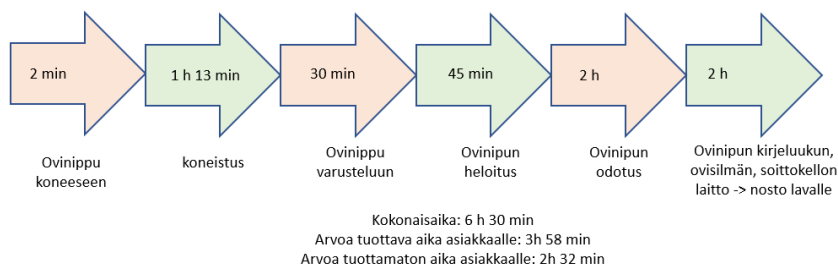 2 min
1 h 13 min
30 min
45 min
2 h
2 h
Ovinippu
koneeseen
koneistus
Ovinippu
varusteluun
Ovinipun
heloitus
Ovinipun
odotus
Ovinipun kirjeluukun,
ovisilmän, soittokellon
laitto -> nosto lavalle
Kokonaisaika: 6 h 30 min
Arvoa tuottava aika asiakkaalle: 3h 58 min
Arvoa tuottamaton aika asiakkaalle: 2h 32 min